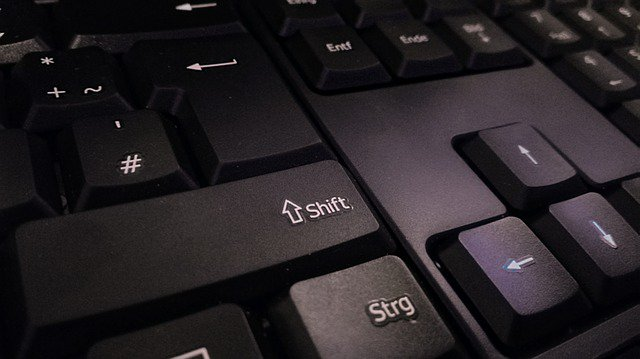 Entf
Ende
*
+ ~
'
#
Shift
Strg